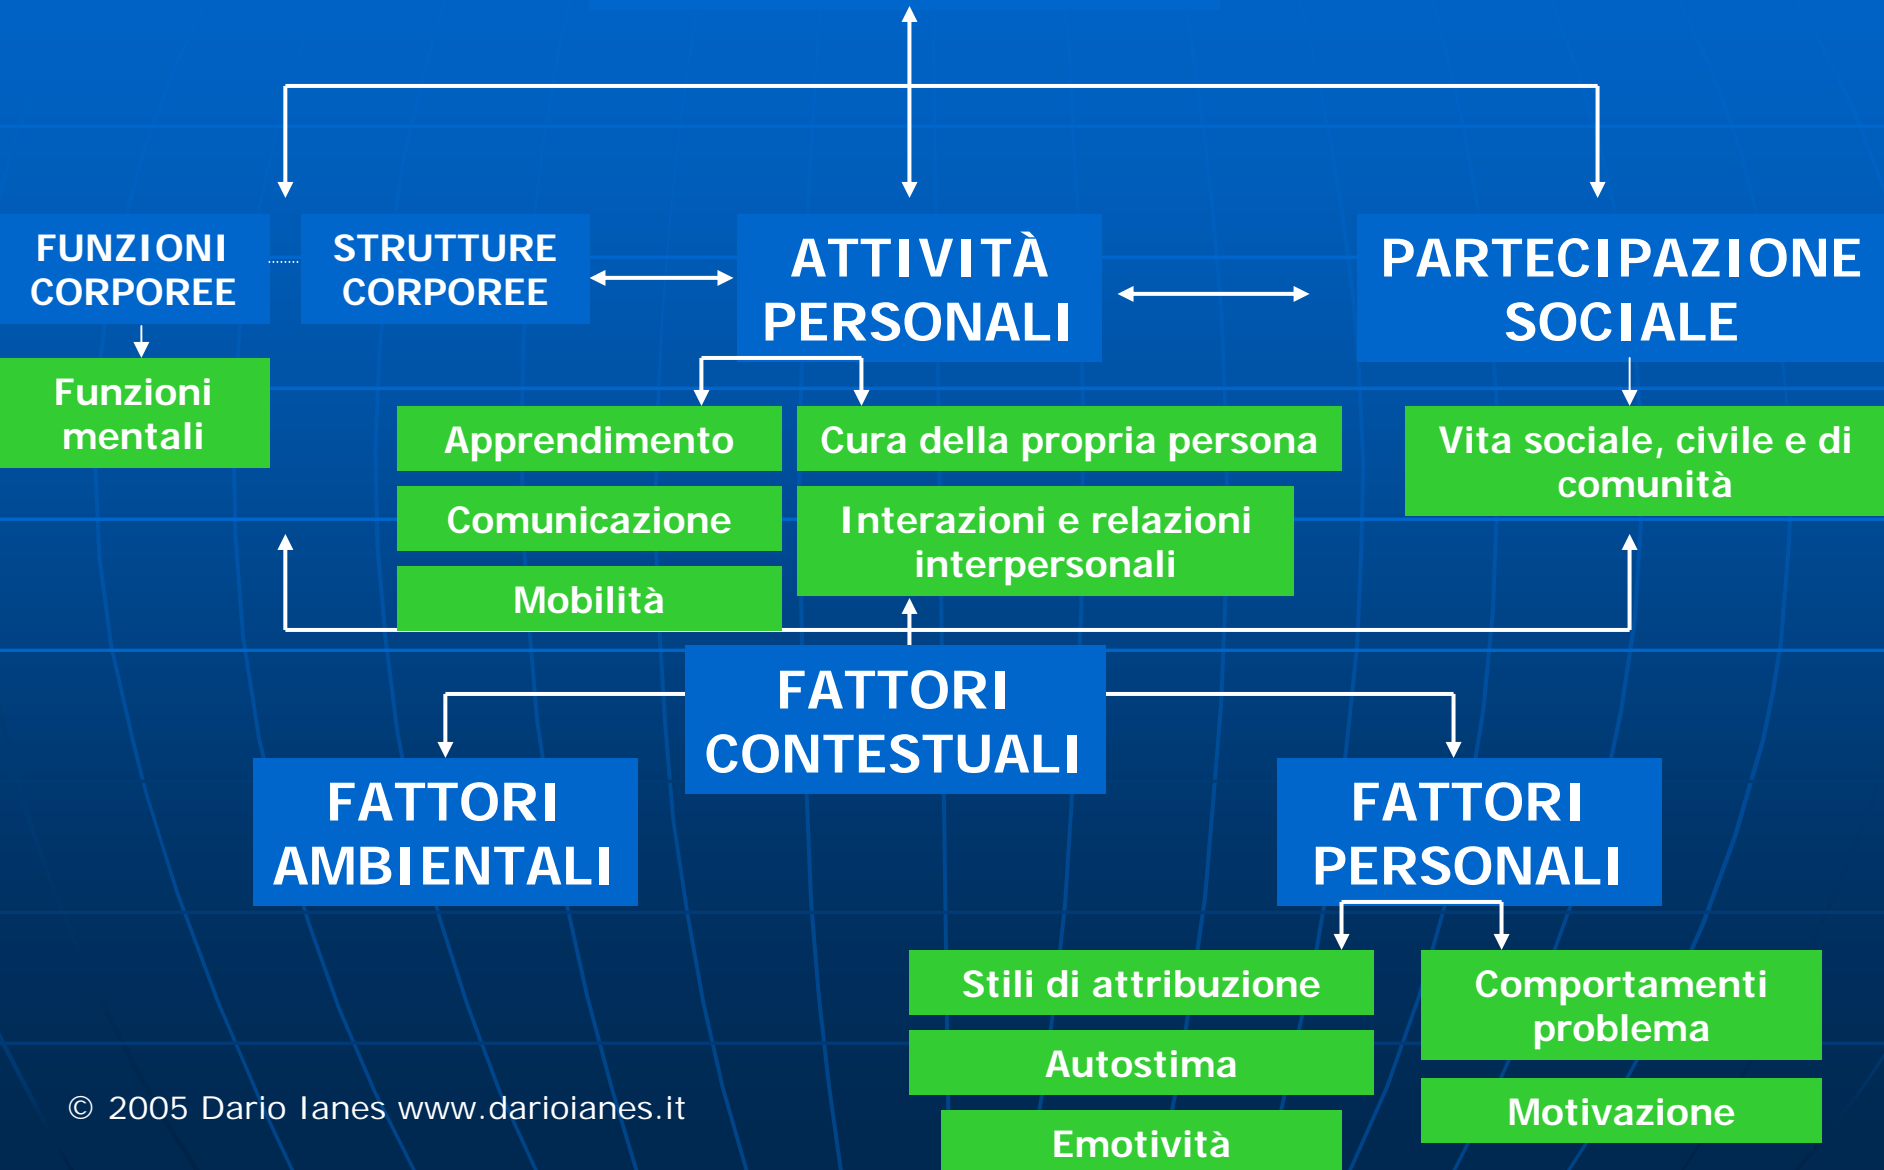 FUNZIONI
CORPOREE
STRUTTURE
CORPOREE
ATTIVITÀ
PERSONALI
PARTECIPAZIONE
SOCIALE
Funzioni
mentali
Apprendimento
Cura della propria persona
Vita sociale, civile e di
comunità
Comunicazione
Interazioni e relazioni
interpersonali
Mobilità
FATTORI
CONTESTUALI
FATTORI
AMBIENTALI
FATTORI
PERSONALI
Stili di attribuzione
Comportamenti
problema
Autostima
Motivazione
Emotività
© 2005 Dario Ianes www.darioianes.it